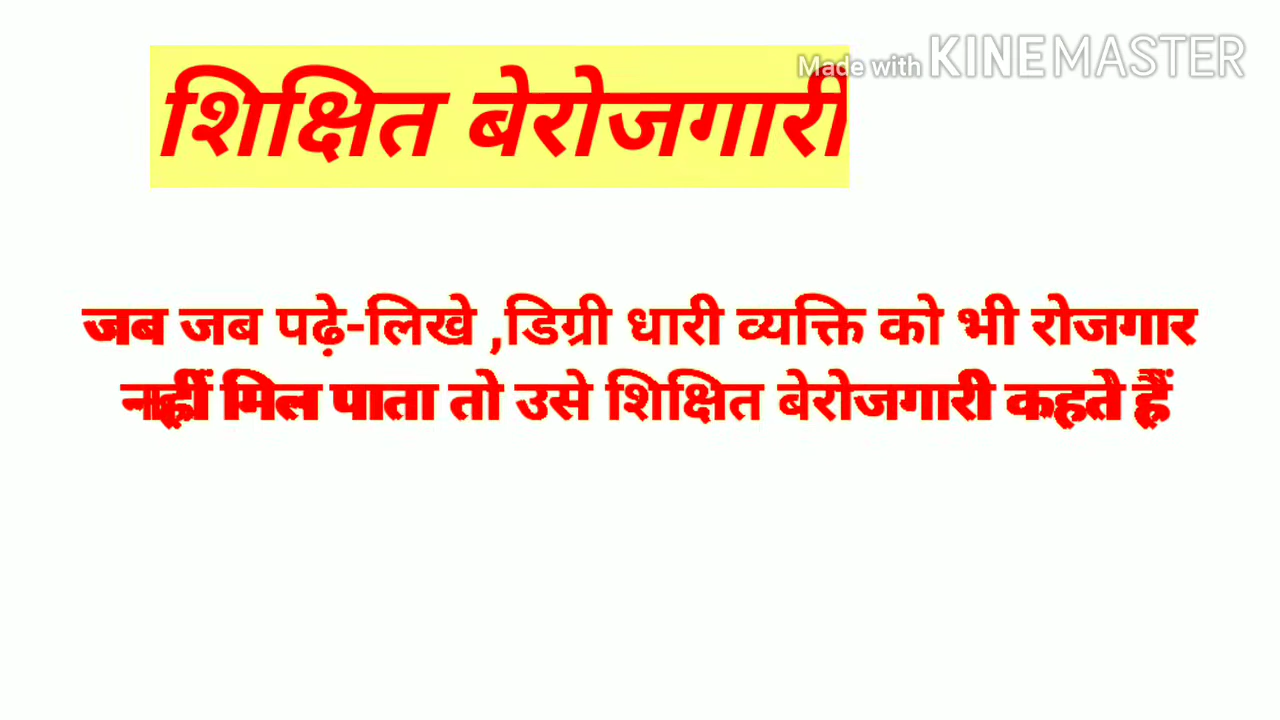 Made with KINEMASTER
शिक्षित बेरोजगारी
जब जब पढ़े-लिखे ,डिग्री धारी व्यक्ति को भी रोजगार
नहीं मिल पाता तो उसे शिक्षित बेरोजगारी कहते हैं